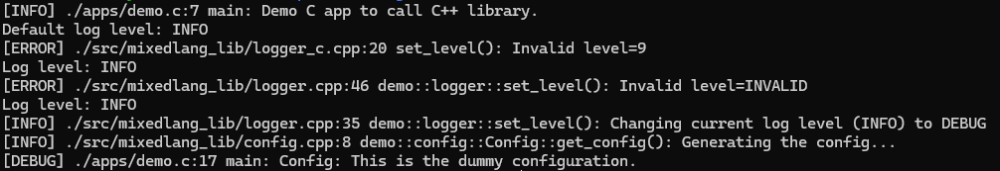 [INFO] ./apps/demo.c:7 main: Demo C app to call C++ library.
Default log level: INFO
[ERROR] ./src/mixedlang_lib/logger_c.cpp:20 set_level(): Invalid level=9
Log level: INFO
[ERROR] ./src/mixedlang_lib/logger.cpp:46 demo::logger::set_level(): Invalid level=INVALID
Log level: INFO
[INFO] ./src/mixedlang_lib/logger.cpp:35 demo::logger::set_level(): Changing current log level (INFO) to DEBUG
[INFO] ./src/mixedlang_lib/config.cpp:8 demo::config::Config::get_config(): Generating the config...
[DEBUG] ./apps/demo.c:17 main: Config: This is the dummy configuration.